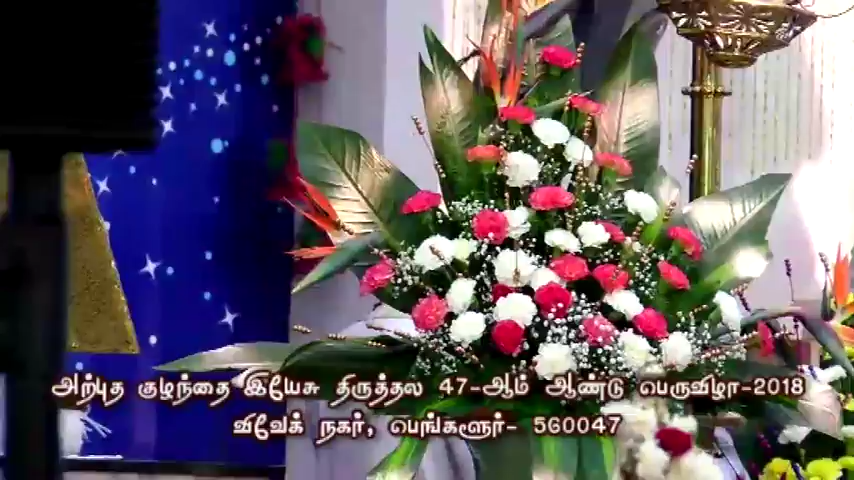 அற்புத குழந்தை இயேசு திருத்தல 47-ஆம் ஆண்டு பெருவிழா-2018
விவேக் நகர், பெங்களூர்- 560047